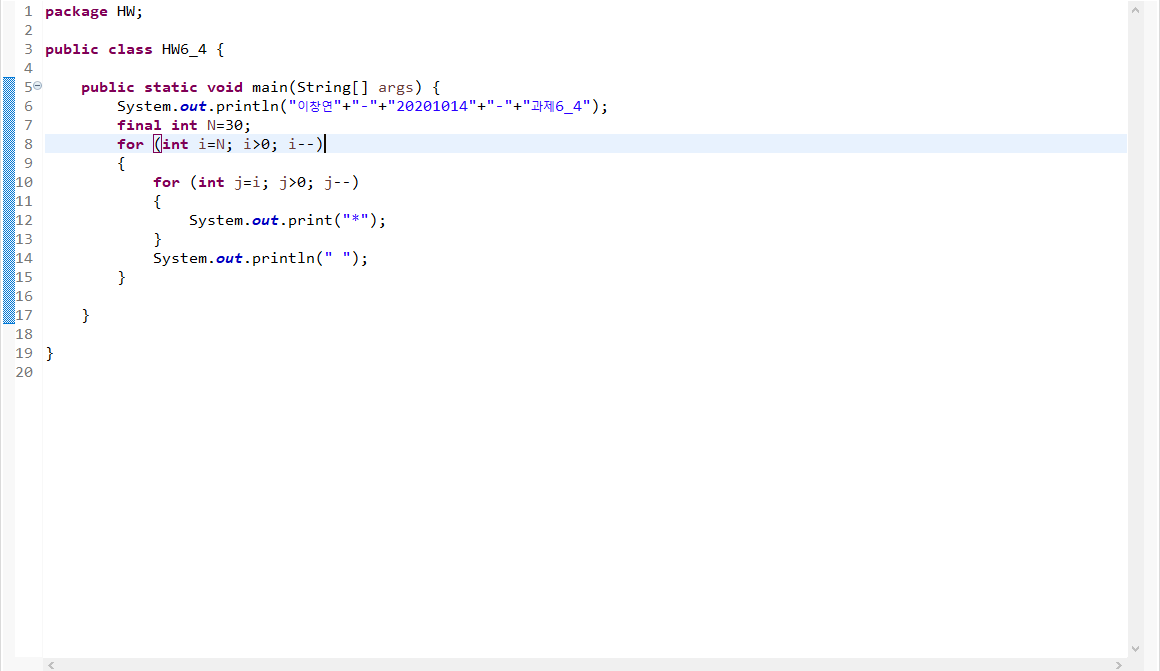 1 package HW;
2
3 public class HW6_4 {
4
5 public static void main(String[] args) {
6 System.out.println("이창연"+"-"+"20201014"+"-"+"과제6_4");
7 final int N=30;
8 for (int i=N; i>0; i--)
9 {
10 for (int j=i; j>0; j--)
11 {
12 System.out.print("*");
13 }
14 System.out.println(" ");
15 }
16
17 }
18
19 }
20